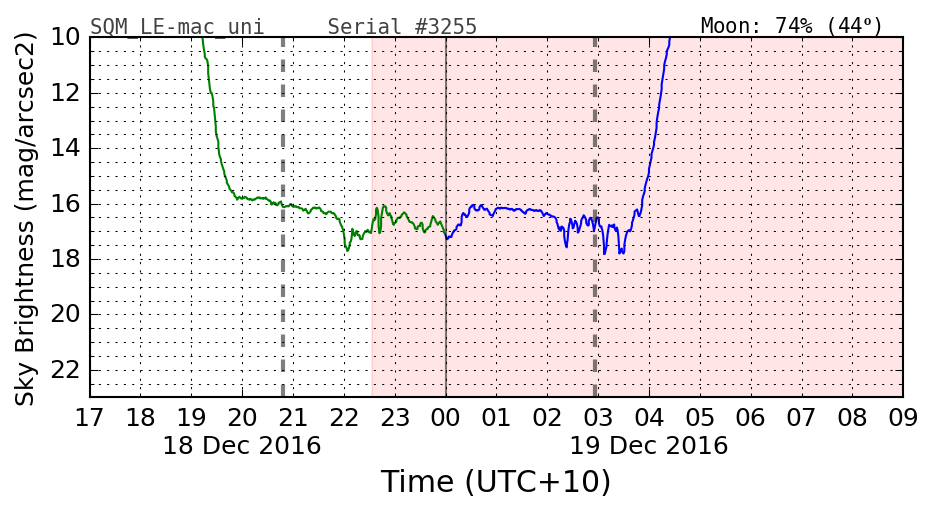 SQM_LE-mac_uni Serial #3255 Moon: 74% (44º)
Sky Brightness (mag/arcsec2)
10
12
14
16
18
20
22
17 18 19 20 21 22 23 00 01 02 03 04 05 06 07 08 09
18 Dec 2016 19 Dec 2016
Time (UTC+10)